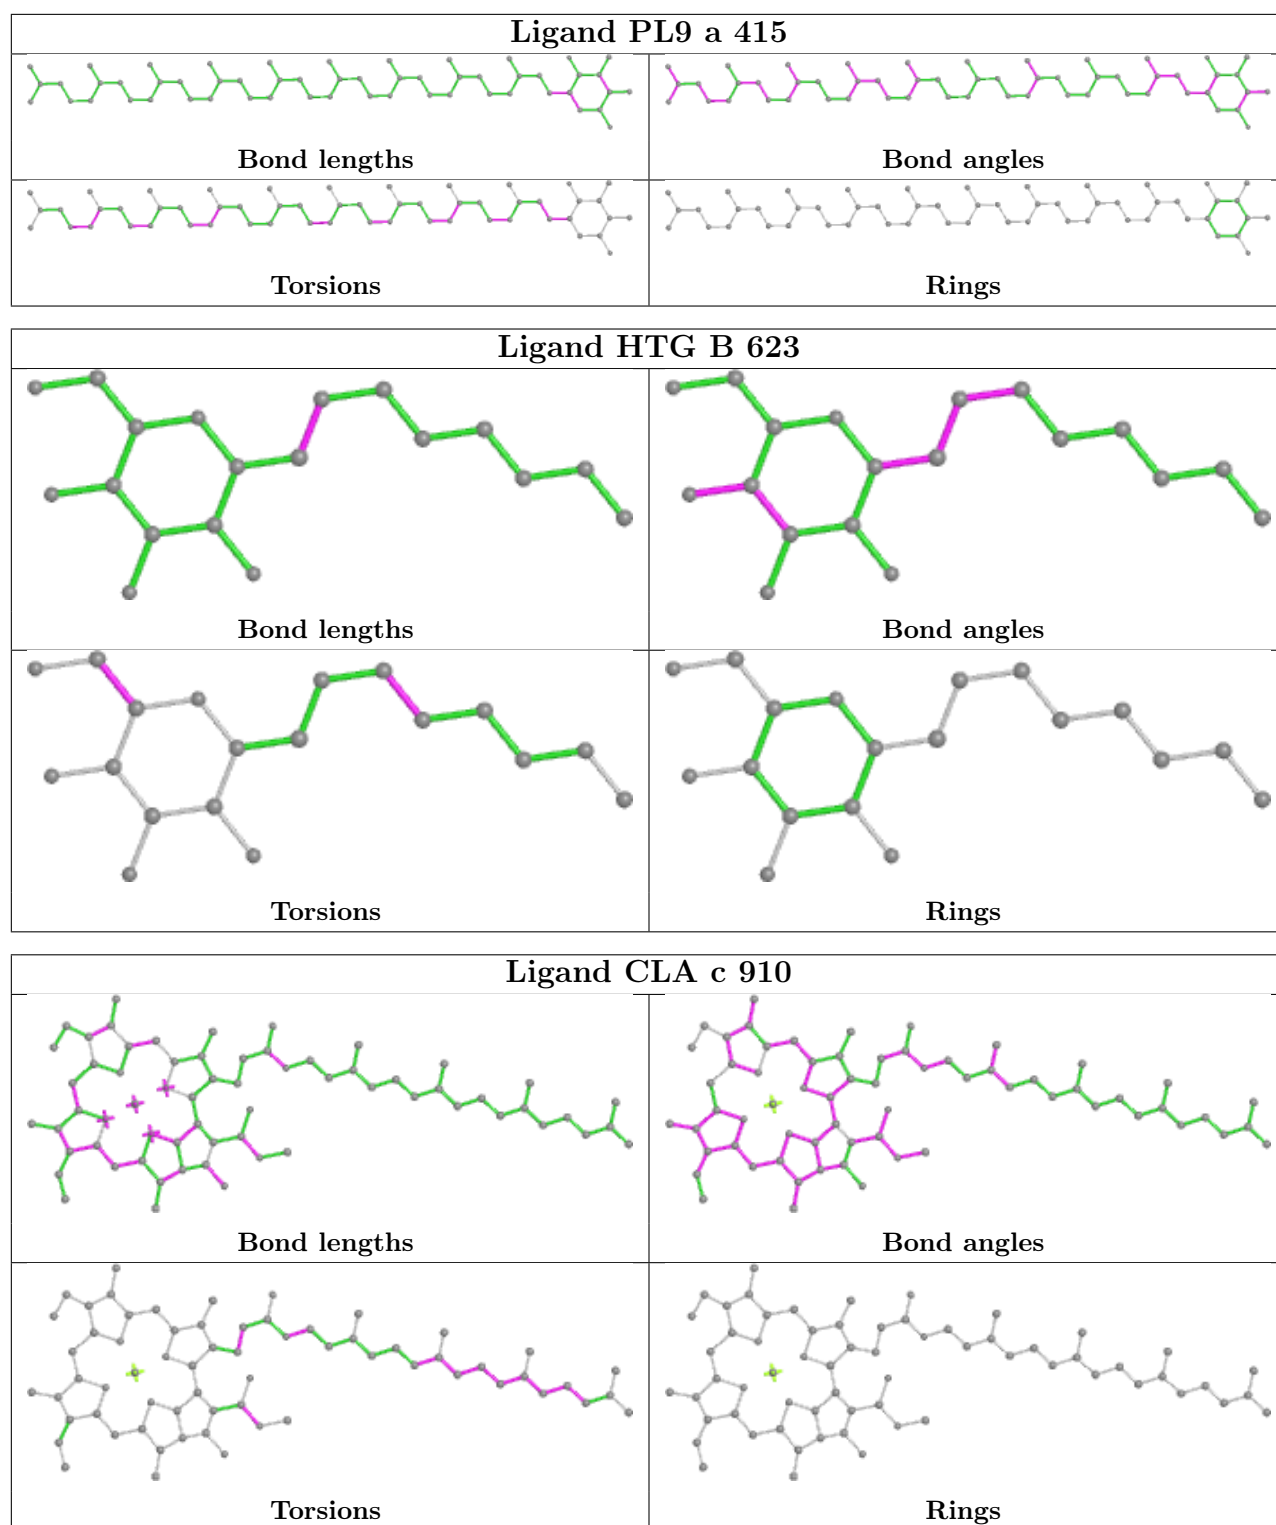 Ligand PL9 a 415
Bond lengths
Bond angles
Torsions
Rings
Ligand HTG B 623
Bond lengths
Bond angles
Torsions
Rings
Ligand CLA c 910
Bond lengths
Bond angles
Torsions
Rings